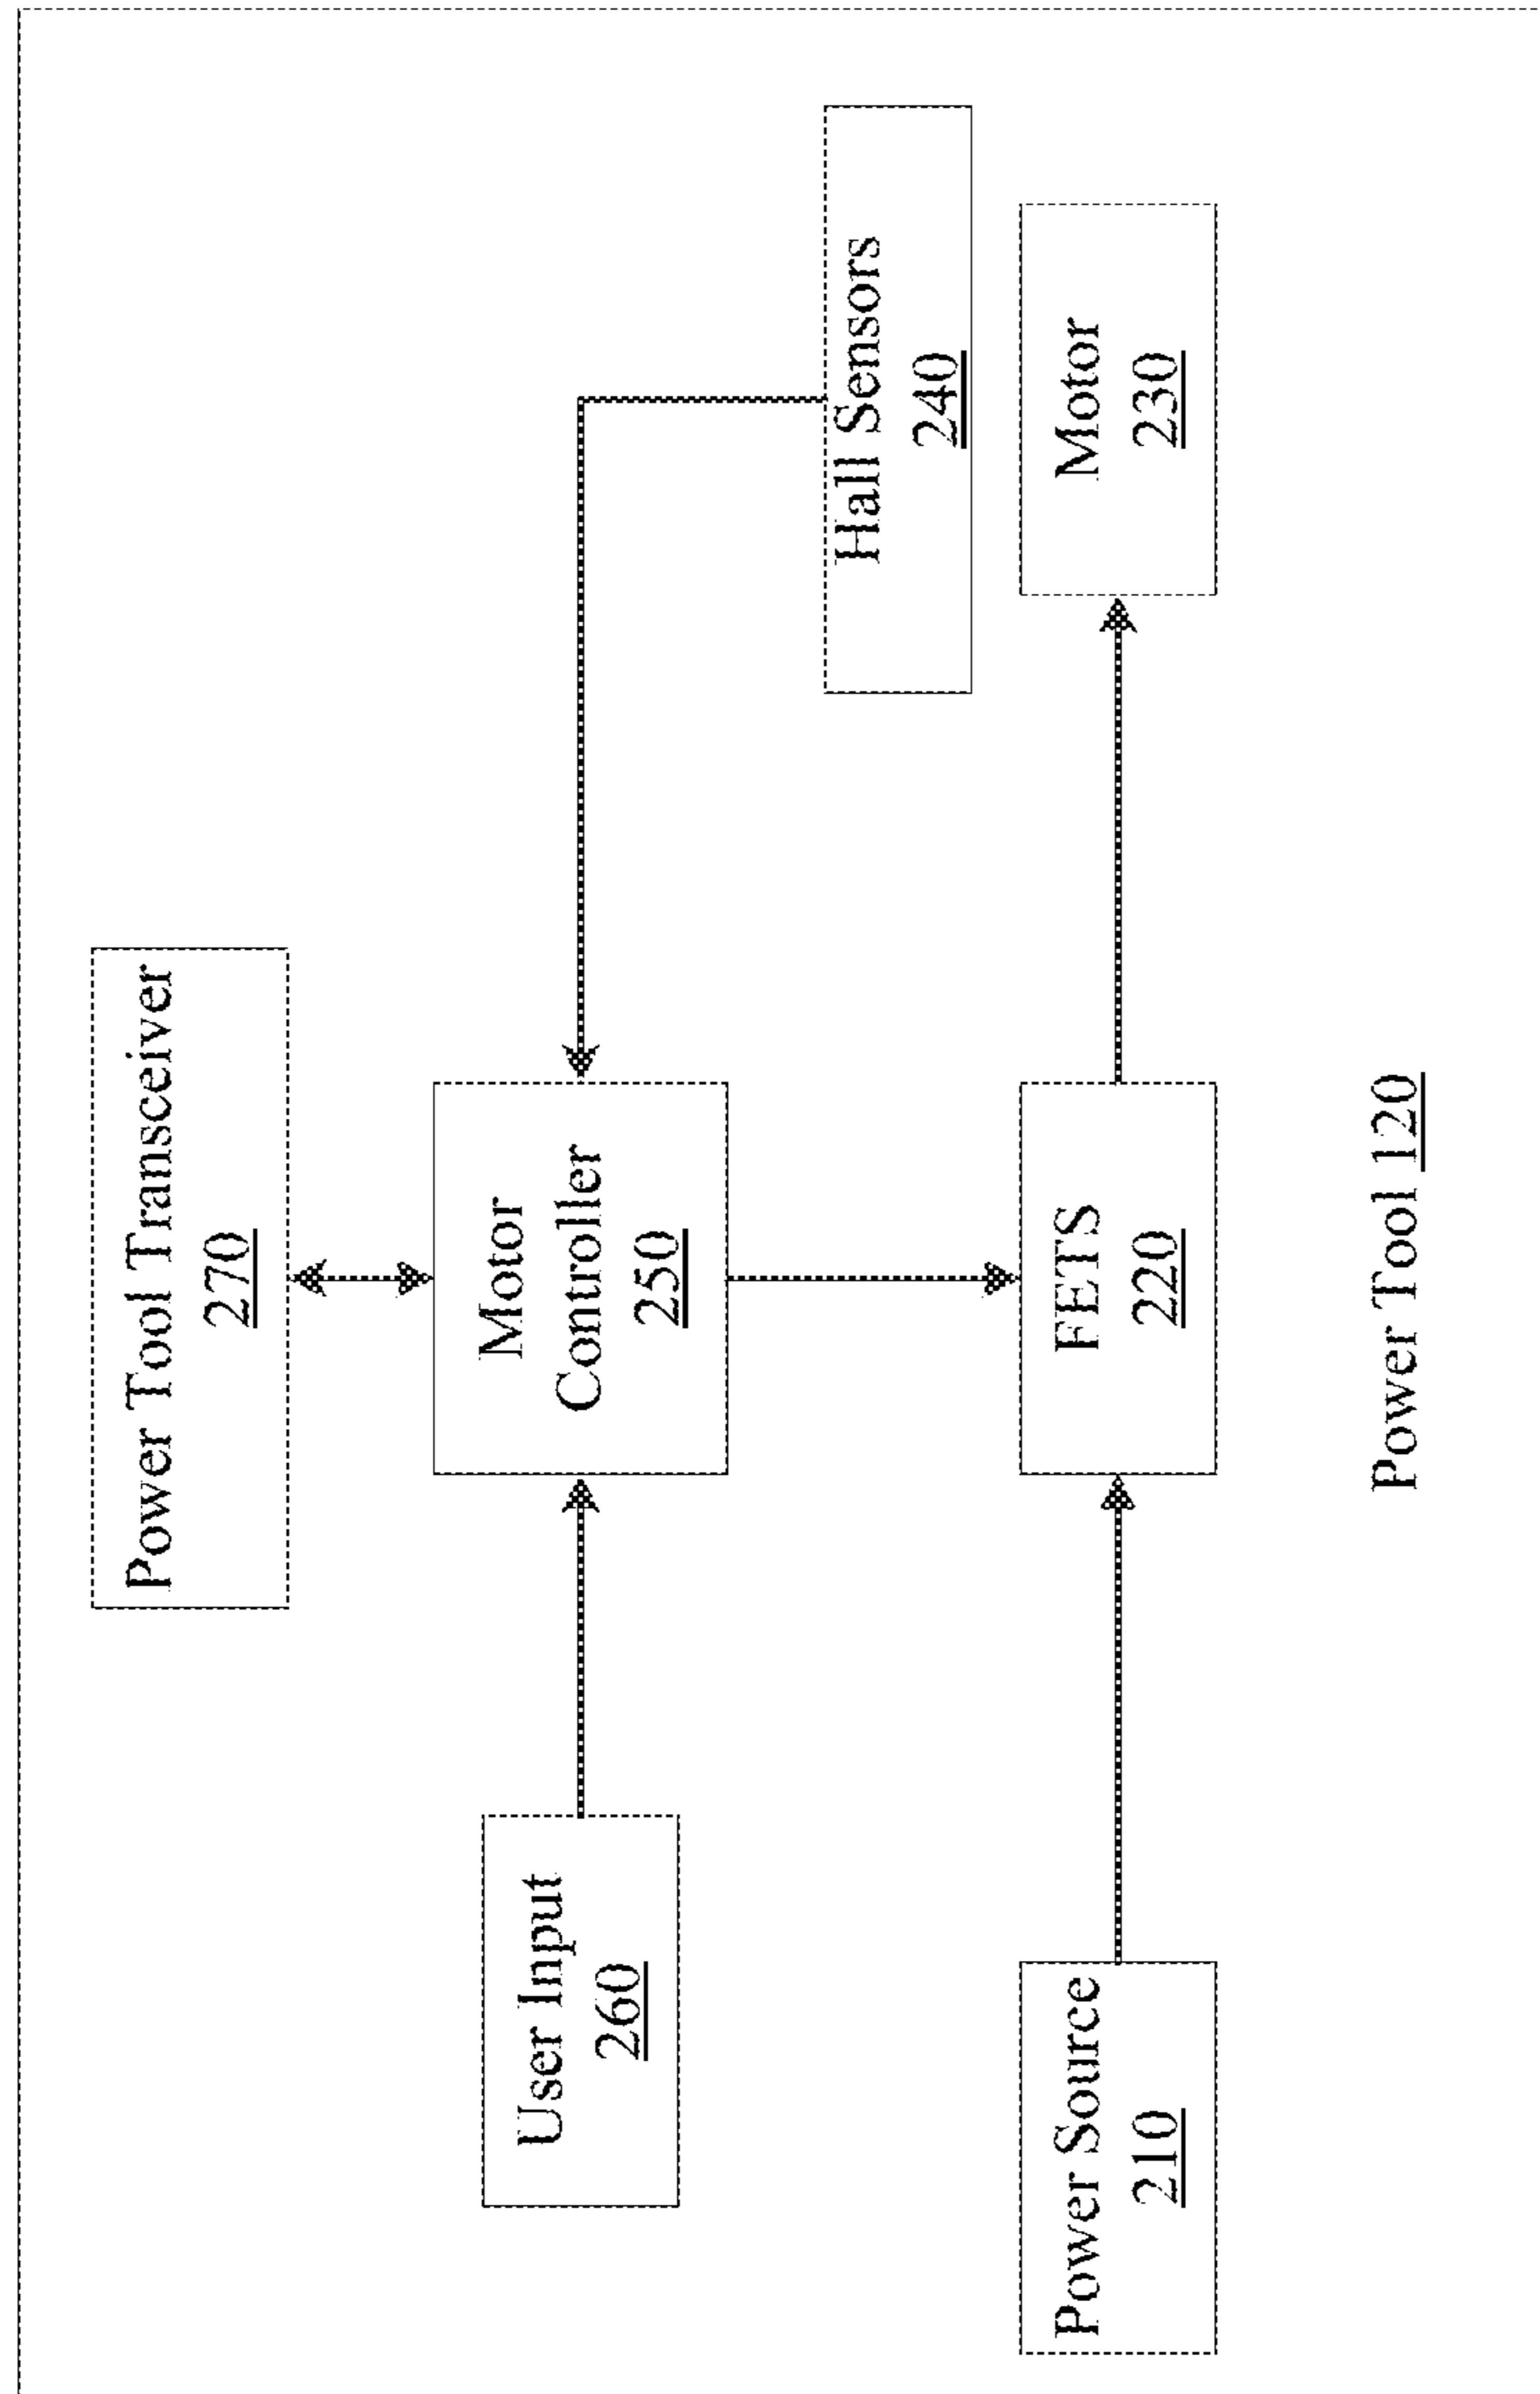 Power Tool Transceiver
270
User Input
260
Motor
Controller
250
Hall Sensors
240
Power Source
210
FETS
220
Motor
230
Power Tool 120